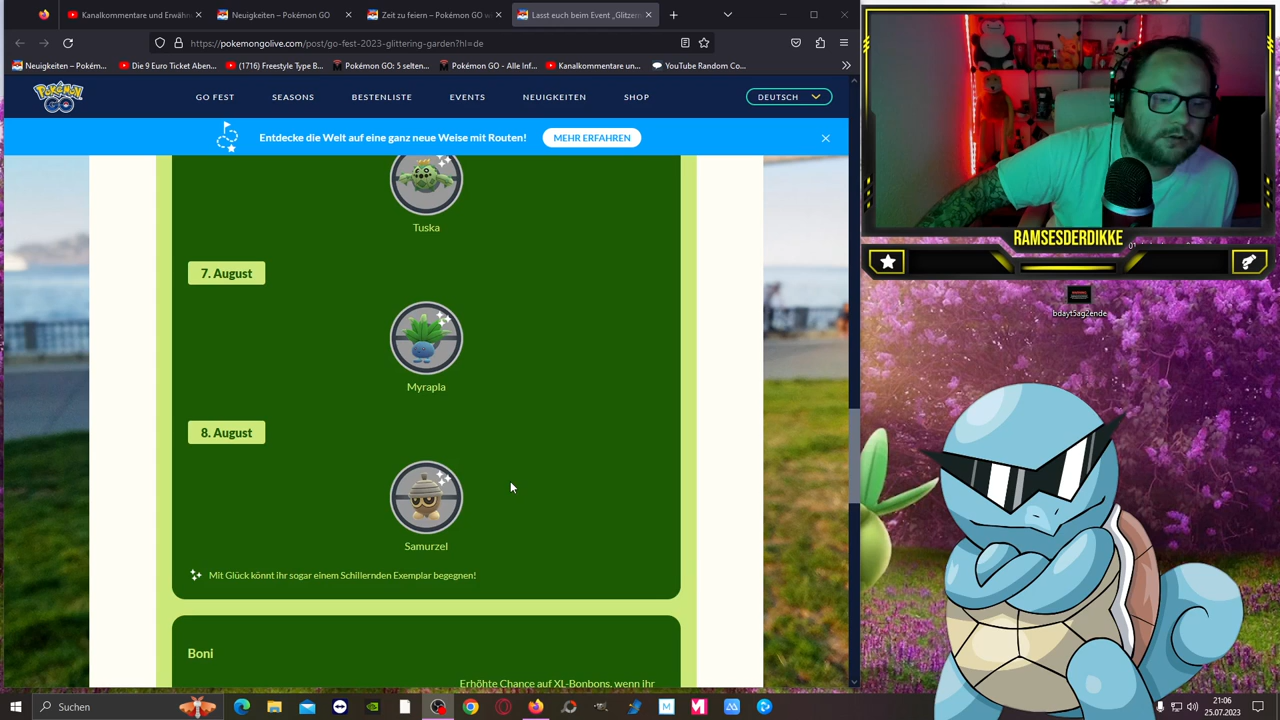 Kanalkommentare erwähn
Neuigkeiten – Pokémon GO
Zeit zu feiern – Pokémon GO w
Lasst euch beim Event „Glitzer
https://pokemongolive.com/post/go-fest-2023-glittering-garden?hl=de
Neuigkeiten – Pokém...
Die 9 Euro Ticket Aben...
(1716) Freestyle Type B...
Pokémon GO: 5 selten...
Pokémon GO - Alle Inf...
Kanalkommentare un...
YouTube Random Co...
POKÉMON GO
GO FEST
SEASONS
BESTENLISTE
EVENTS
NEUIGKEITEN
SHOP
DEUTSCH
Entdecke die Welt auf eine ganz neue Weise mit Routen!
MEHR ERFAHREN
Tuska
7. August
Myrapla
8. August
Samurzel
Mit Glück könnt ihr sogar einem Schillernden Exemplar begegnen!
Boni
Erhöhte Chance auf XL-Bonbons, wenn ihr
RAMSESDERDIKKE
bdayt5ag2ende
Suchen
21:06
25.07.2023